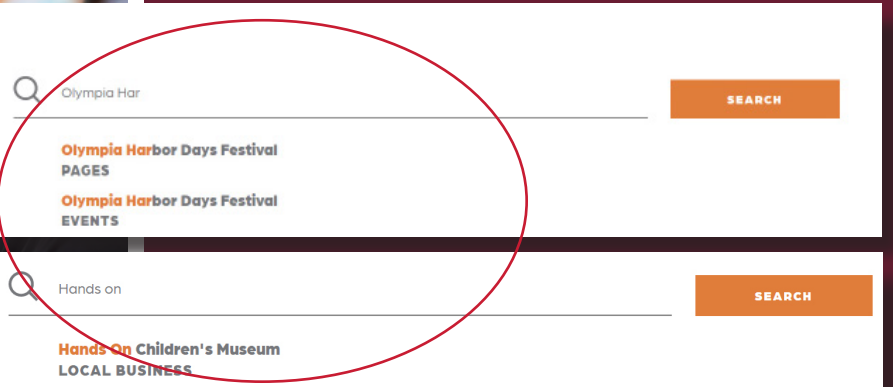 Olympia Har
SEARCH
Olympia Harbor Days Festival
PAGES
Olympia Harbor Days Festival
EVENTS
Hands on
SEARCH
Hands On Children's Museum
LOCAL BUSINESS